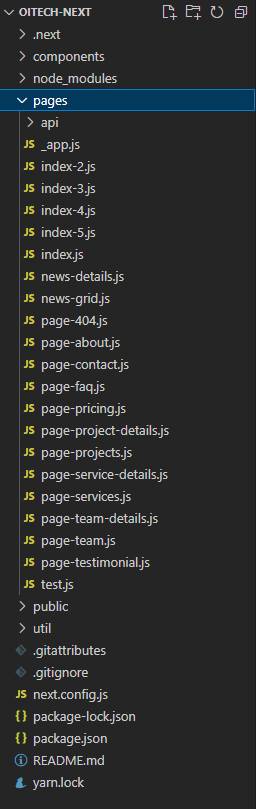 OITECH-NEXT
.next
components
node_modules
pages
api
JS _app.js
JS index-2.js
JS index-3.js
JS index-4.js
JS index-5.js
JS index.js
JS news-details.js
JS news-grid.js
JS page-404.js
JS page-about.js
JS page-contact.js
JS page-faq.js
JS page-pricing.js
JS page-project-details.js
JS page-projects.js
JS page-service-details.js
JS page-services.js
JS page-team-details.js
JS page-team.js
JS page-testimonial.js
JS test.js
public
util
.gitattributes
.gitignore
JS next.config.js
{} package-lock.json
{} package.json
README.md
yarn.lock